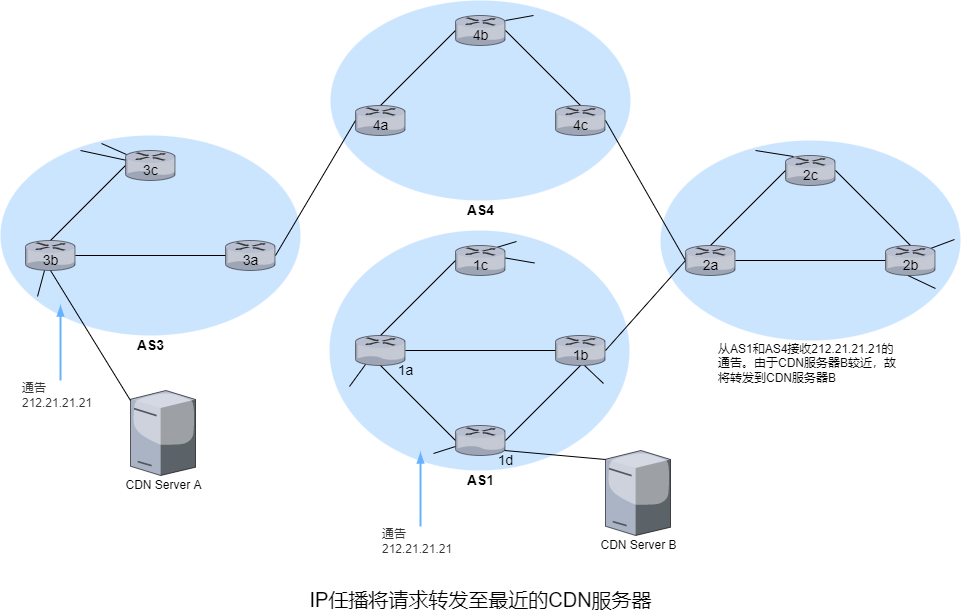 4b
4a
4c
AS4
3c
3b
3a
AS3
2c
2a
2b
1c
1a
1b
1d
AS1
从AS1和AS4接收212.21.21.21的
通告。由于CDN服务器B较近，故
将转发到CDN服务器B
通告
212.21.21.21
CDN Server A
通告
212.21.21.21
CDN Server B
IP任播将请求转发至最近的CDN服务器